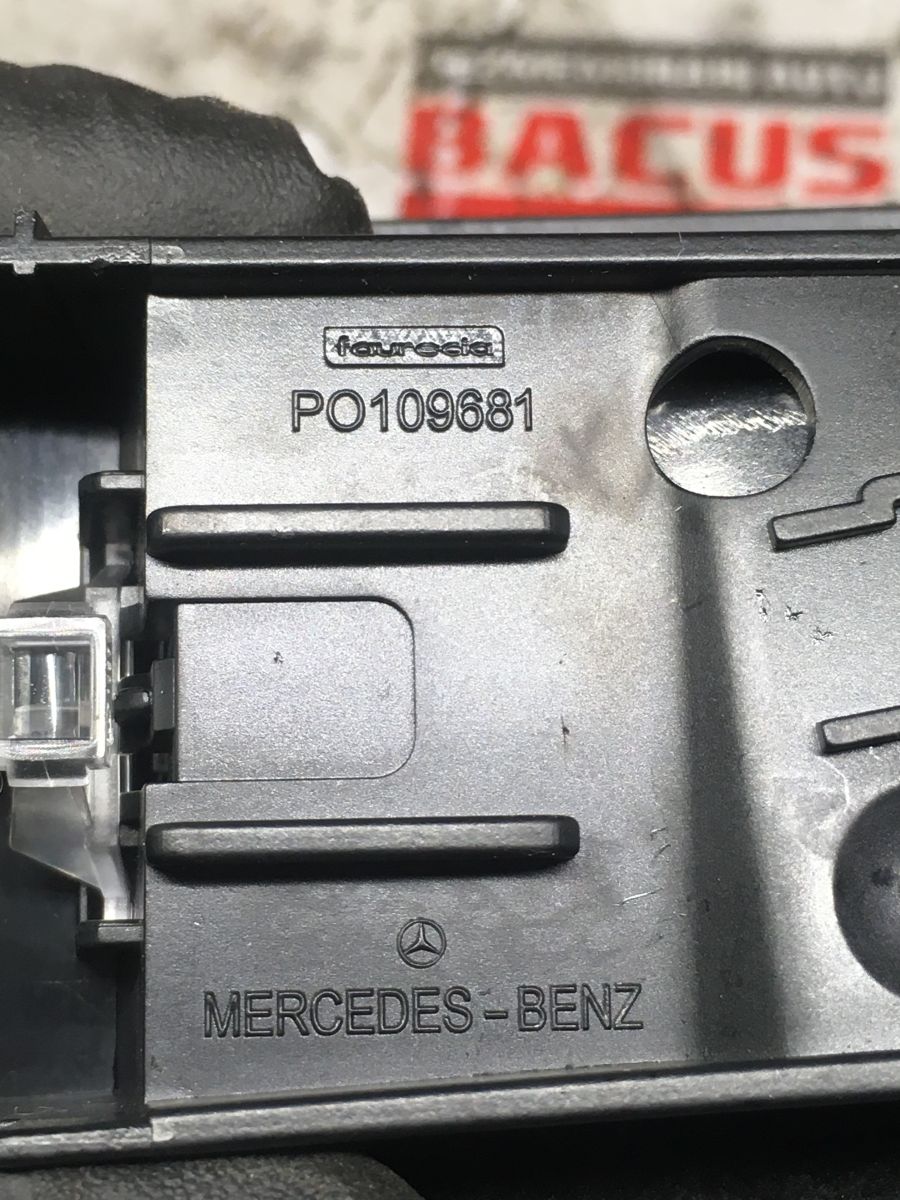 BACUS
faurecia
PO109681
MERCEDES-BENZ